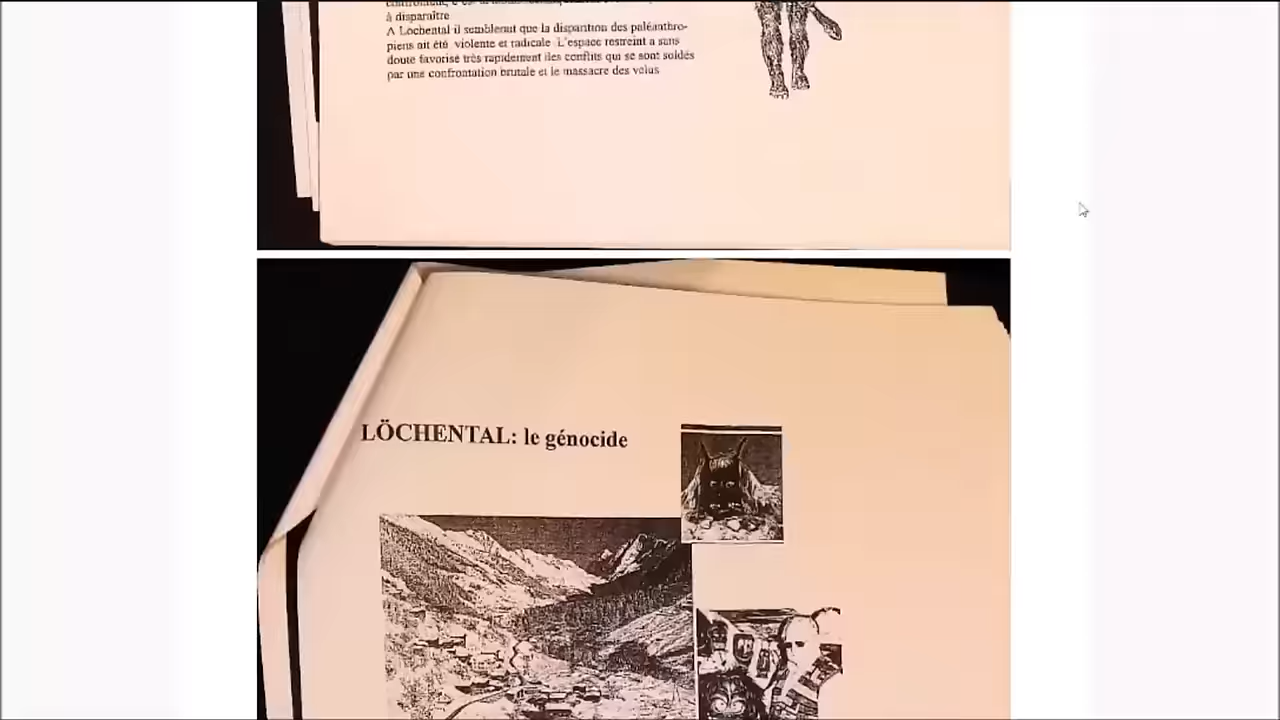 à disparaître
A Lochental il semblerait que la disparition des paléanthro-
piens ait été violente et radicale L'espace restreint a sans
doute favorisé très rapidement des conflits qui se sont soldés
par une confrontation brutale et le massacre des velus
LÖCHENTAL: le génocide